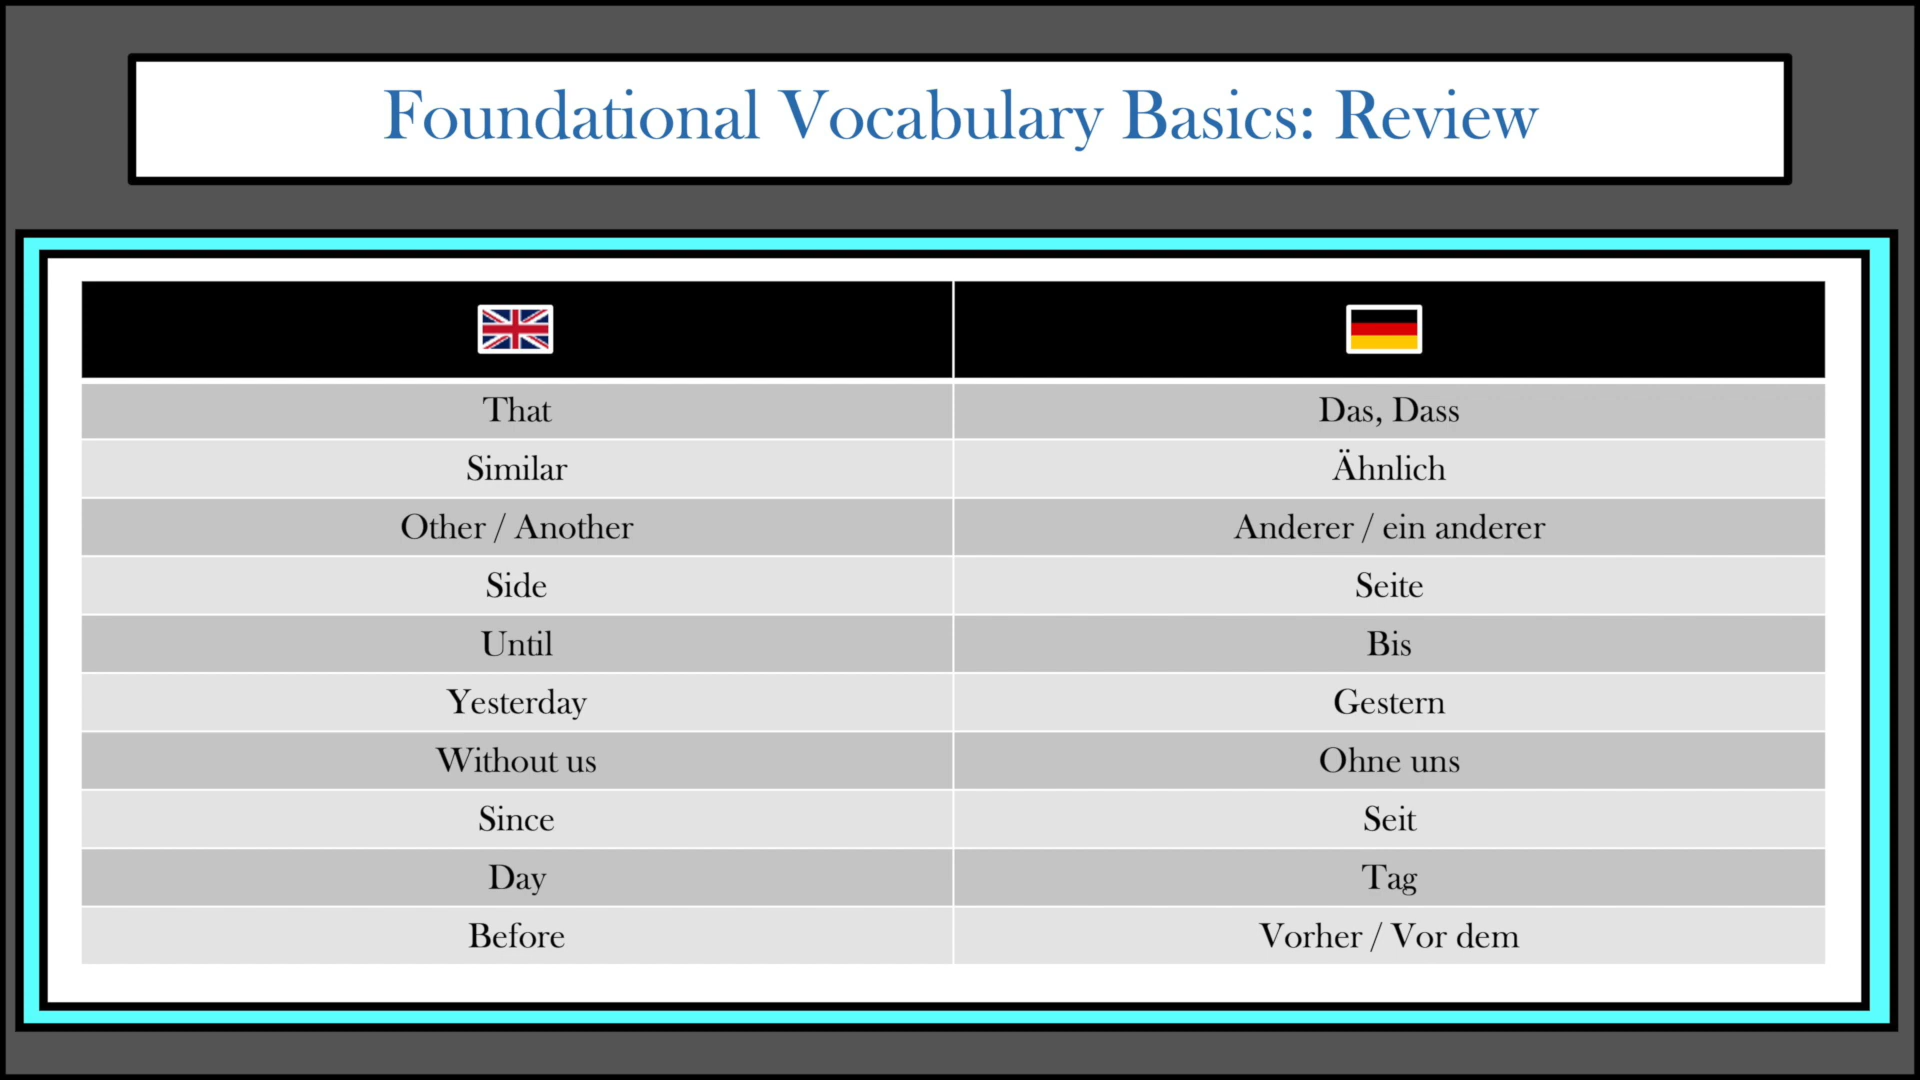 Foundational Vocabulary Basics: Review
That Das, Dass
Similar Ähnlich
Other / Another Anderer / ein anderer
Side Seite
Until Bis
Yesterday Gestern
Without us Ohne uns
Since Seit
Day Tag
Before Vorher / Vor dem